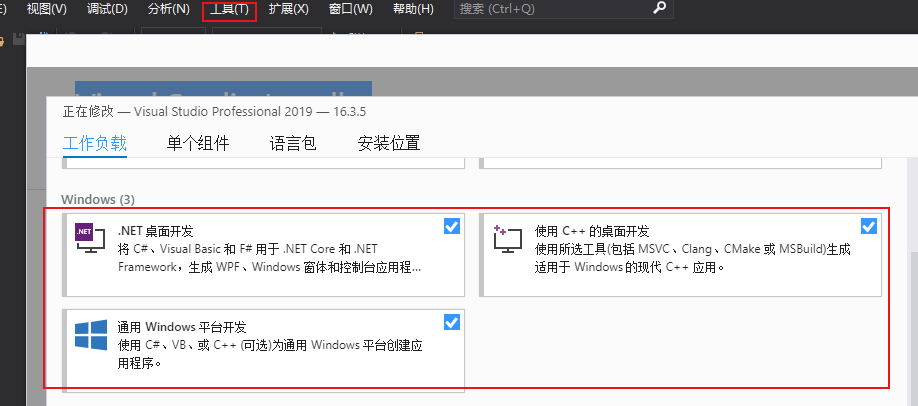 E) 视图(V) 调试(D) 分析(N) 工具(T) 扩展(X) 窗口(W) 帮助(H) 搜索 (Ctrl+Q)
正在修改 — Visual Studio Professional 2019 — 16.3.5
工作负载 单个组件 语言包 安装位置
Windows (3)
.NET
.NET 桌面开发
将 C#、Visual Basic 和 F# 用于 .NET Core 和 .NET
Framework，生成 WPF、Windows 窗体和控制台应用程...
使用 C++ 的桌面开发
使用所选工具(包括 MSVC、Clang、CMake 或 MSBuild)生成
适用于 Windows 的现代 C++ 应用。
通用 Windows 平台开发
使用 C#、VB、或 C++ (可选)为通用 Windows 平台创建应
用程序。